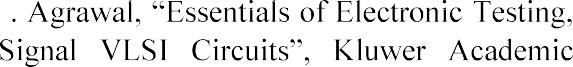 . Agrawal, “Essentials of Electronic Testing,
Signal VLSI Circuits”, Kluwer Academic